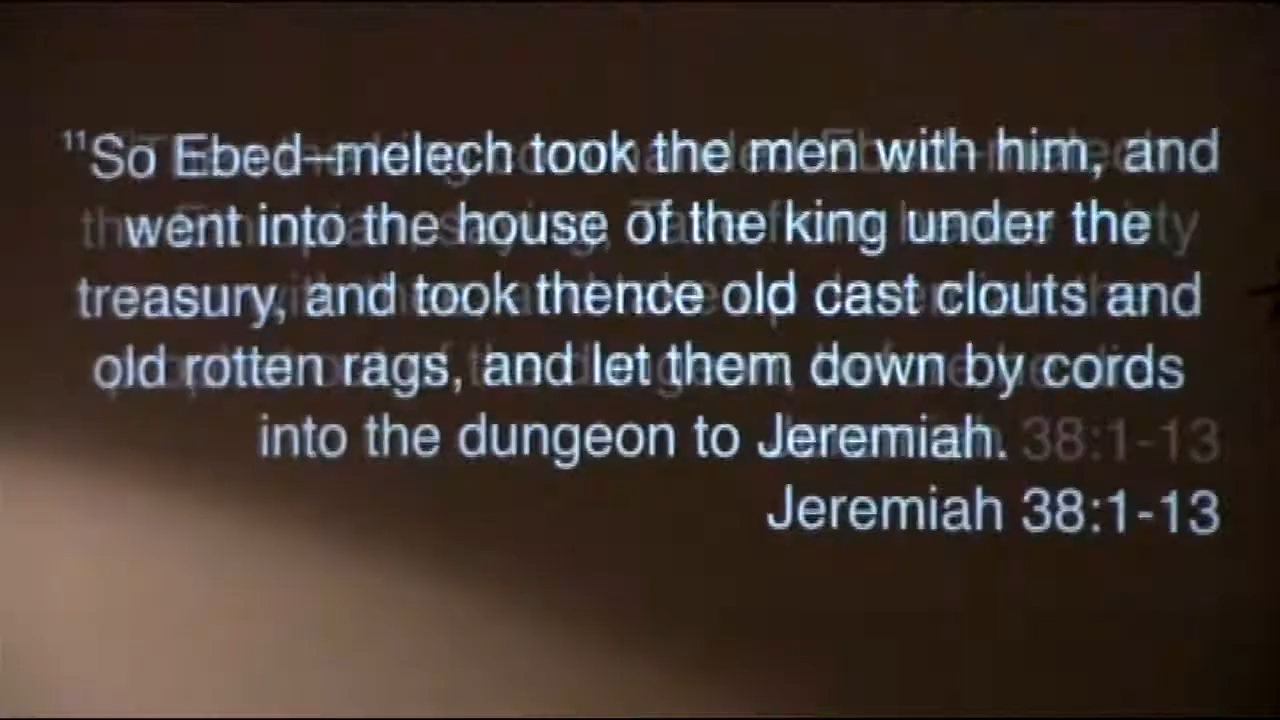 ¹¹So Ebed–melech took the men with him, and
went into the house of the king under the
treasury, and took thence old cast clouts and
old rotten rags, and let them down by cords
into the dungeon to Jeremiah. 38:1-13
Jeremiah 38:1-13